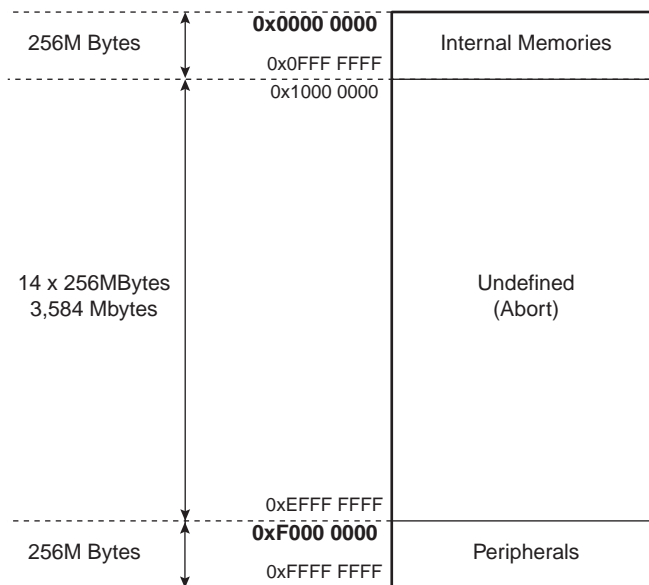 0x0000 0000
256M Bytes
Internal Memories
0x0FFF FFFF
0x1000 0000
14 x 256MBytes
3,584 Mbytes
Undefined
(Abort)
0xEFFF FFFF
0xF000 0000
256M Bytes
Peripherals
0xFFFF FFFF